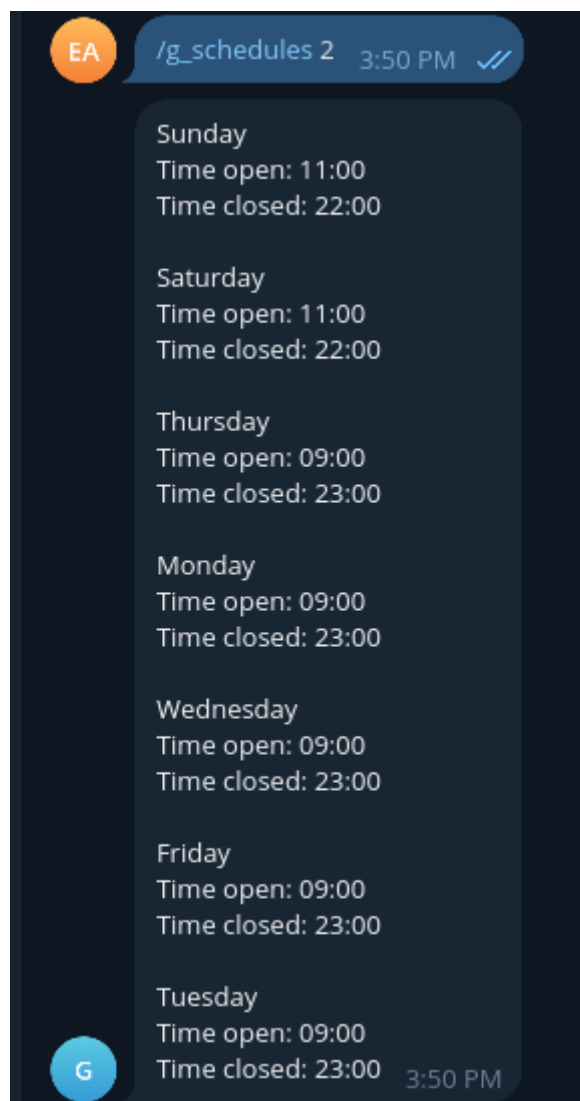 EA
/g_schedules 2 3:50 PM
Sunday
Time open: 11:00
Time closed: 22:00
Saturday
Time open: 11:00
Time closed: 22:00
Thursday
Time open: 09:00
Time closed: 23:00
Monday
Time open: 09:00
Time closed: 23:00
Wednesday
Time open: 09:00
Time closed: 23:00
Friday
Time open: 09:00
Time closed: 23:00
Tuesday
Time open: 09:00
Time closed: 23:00 3:50 PM
G